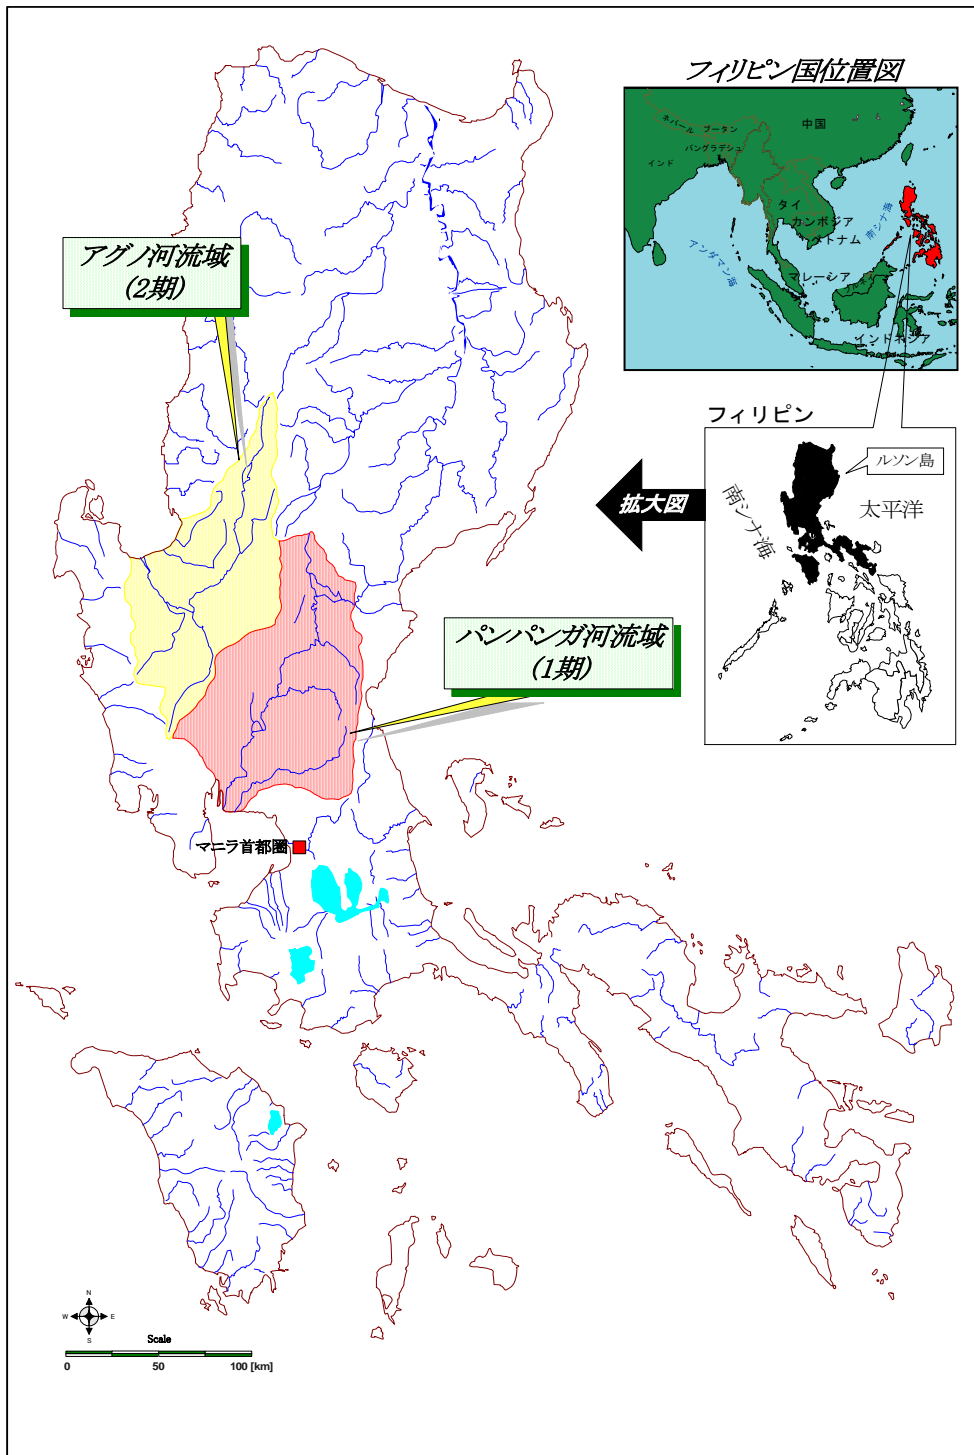 フィリピン国位置図
中国
ネパール
ブータン
バングラデシュ
インド
タイ
カンボジア
ベトナム
南シナ海
アンダマン海
マレーシア
インドネシア
アグノ河流域
(2期)
フィリピン
ルソン島
拡大図
南シナ海
太平洋
パンパンガ河流域
(1期)
マニラ首都圏
N
W
E
S
Scale
0
50
100 [km]